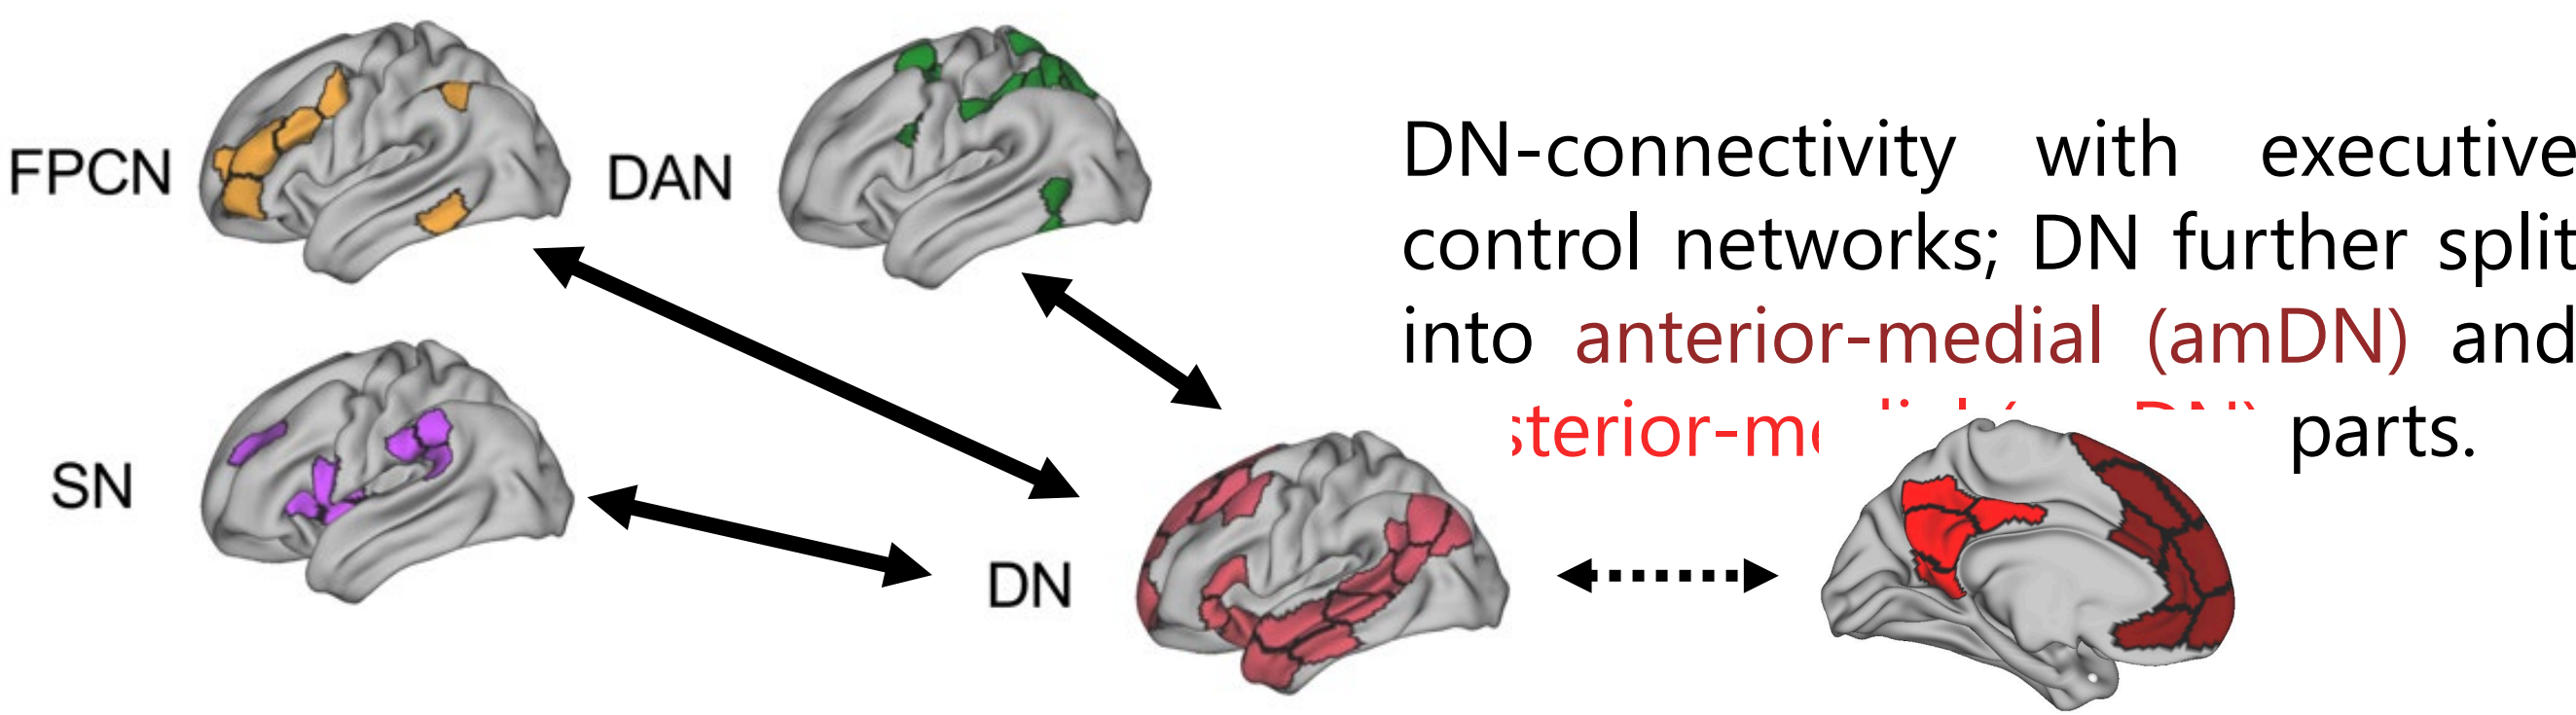 FPCN
DAN
SN
DN
DN-connectivity with executive
control networks; DN further split
into anterior-medial (amDN) and
parts.